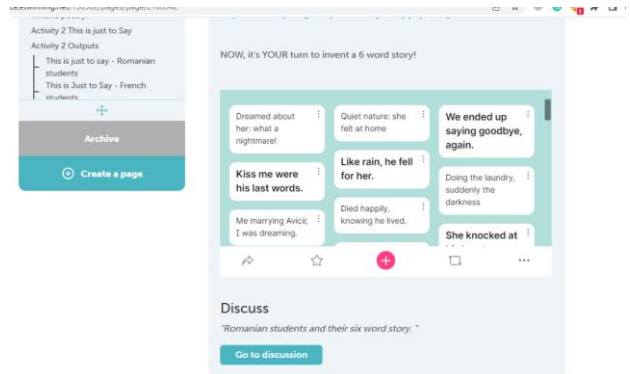 Activity 2 This is just to Say
Activity 2 Outputs
This is just to say - Romanian
students
This is Just to Say - French
students
Archive
Create a page
NOW, it's YOUR turn to invent a 6 word story!
Dreamed about
her: what a
nightmare!
Kiss me were
his last words.
Me marrying Avicii;
I was dreaming.
Quiet nature: she
felt at home
Like rain, he fell
for her.
Died happily,
knowing he lived.
We ended up
saying goodbye,
again.
Doing the laundry,
suddenly the
darkness
She knocked at
Discuss
"Romanian students and their six word story. "
Go to discussion